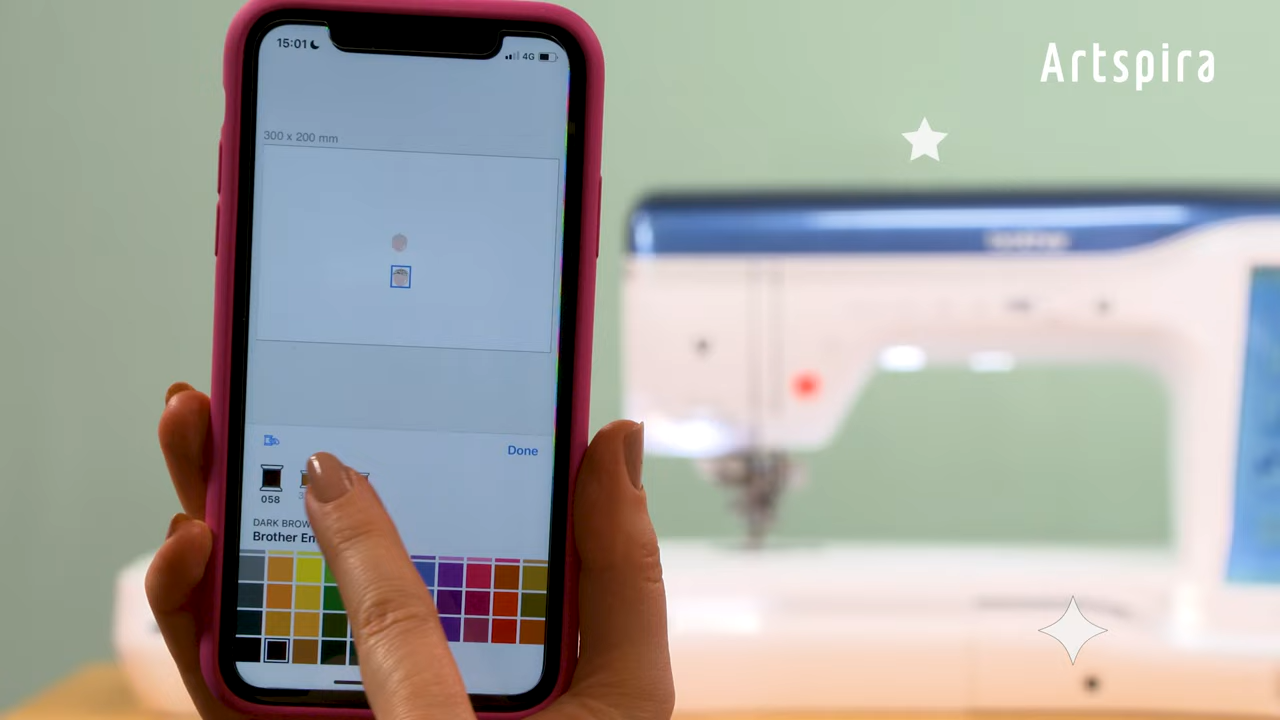 Artspira
15:01
4G
300 x 200 mm
Done
058
DARK BROW
Brother Em